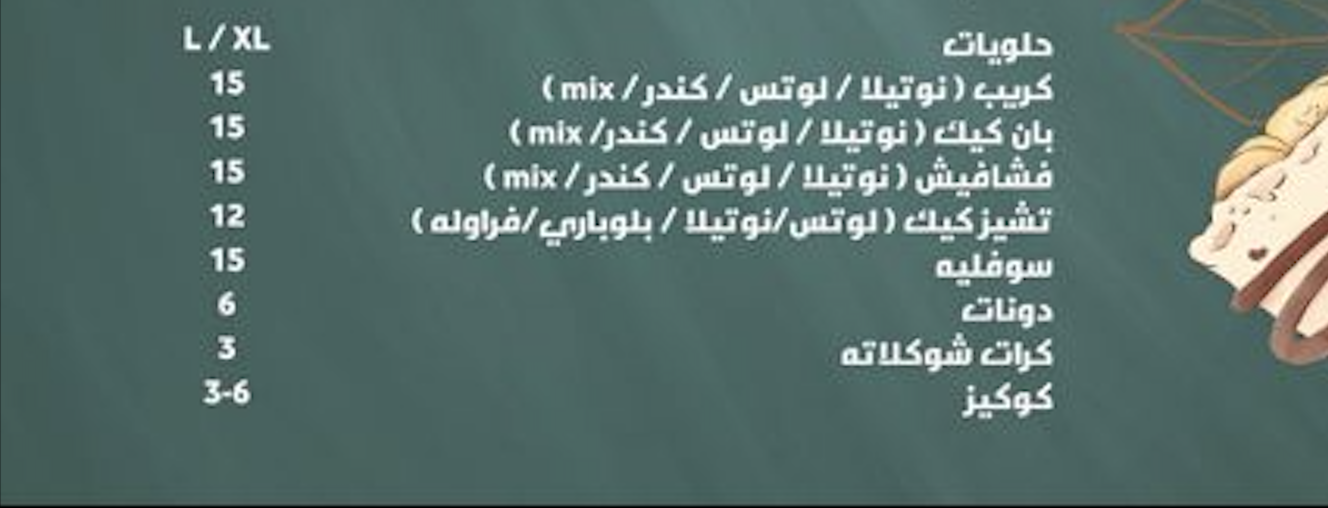 حلويات L / XL
كريب ( نوتيلا / لوتس / كندر / mix ) 15
بان كيك ( نوتيلا / لوتس / كندر/ mix ) 15
فشافيش ( نوتيلا / لوتس / كندر / mix ) 15
تشيز كيك ( لوتس/نوتيلا / بلوباري/فراوله ) 12
سوفليه 15
دونات 6
كرات شوكلاته 3
كوكيز 3-6